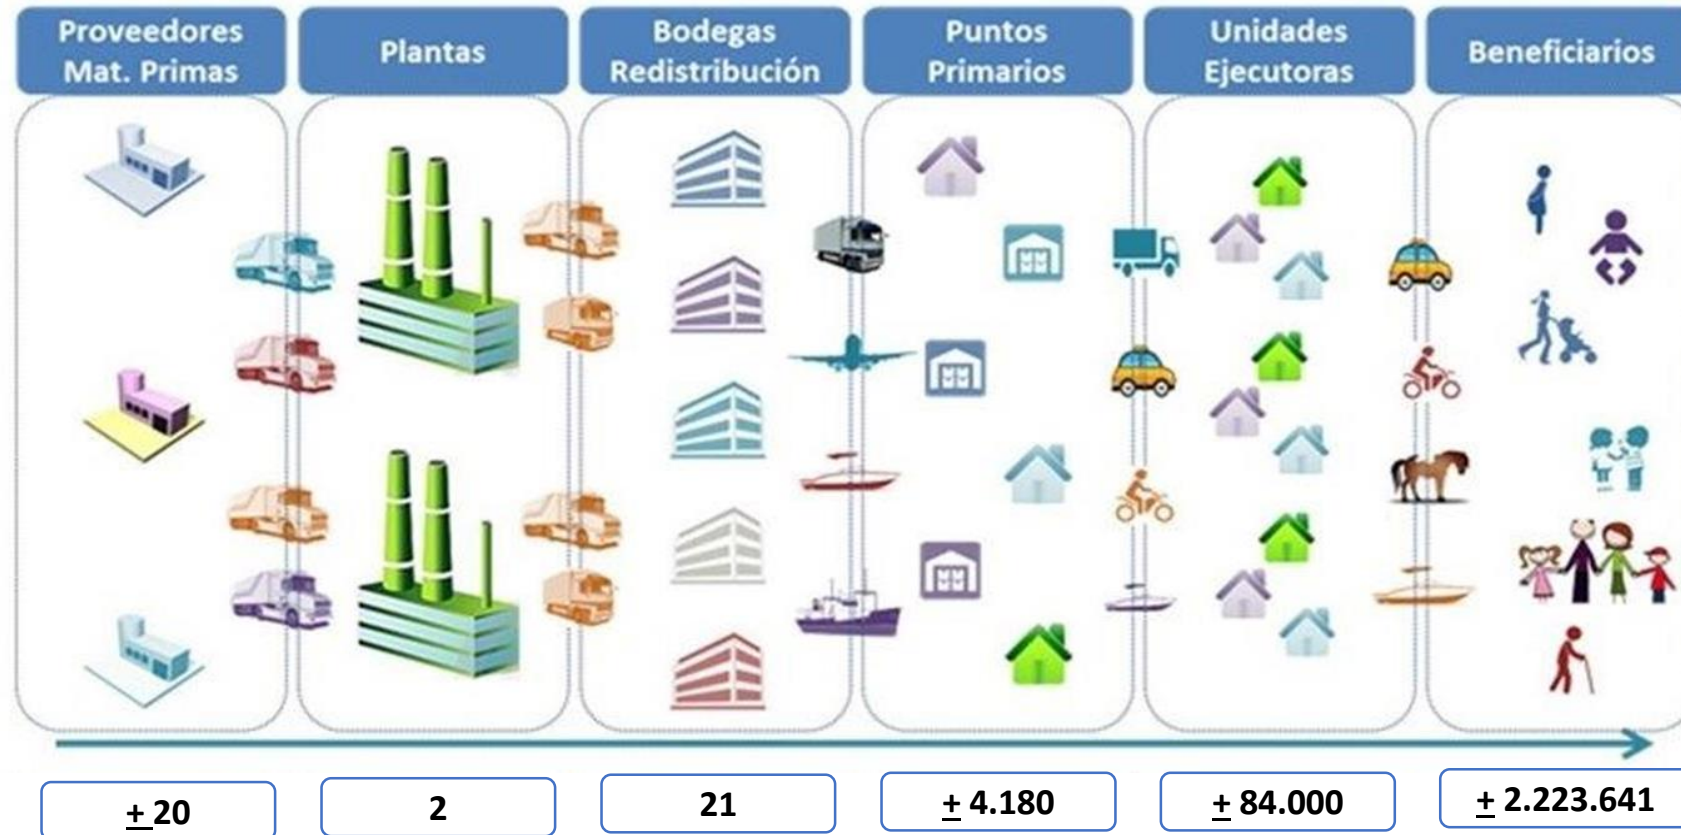 Proveedores
Mat. Primas
Plantas
Bodegas
Redistribución
Puntos
Primarios
Unidades
Ejecutoras
Beneficiarios
± 20
2
21
± 4.180
± 84.000
± 2.223.641